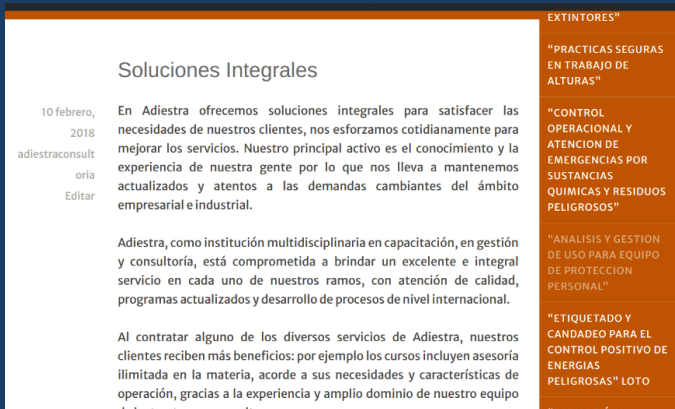 Soluciones Integrales
10 febrero,
2018
adiestraconsult
oria
Editar
En Adiestra ofrecemos soluciones integrales para satisfacer las
necesidades de nuestros clientes, nos esforzamos cotidianamente para
mejorar los servicios. Nuestro principal activo es el conocimiento y la
experiencia de nuestra gente por lo que nos lleva a mantenemos
actualizados y atentos a las demandas cambiantes del ámbito
empresarial e industrial.
Adiestra, como institución multidisciplinaria en capacitación, en gestión
y consultoría, está comprometida a brindar un excelente e integral
servicio en cada uno de nuestros ramos, con atención de calidad,
programas actualizados y desarrollo de procesos de nivel internacional.
Al contratar alguno de los diversos servicios de Adiestra, nuestros
clientes reciben más beneficios: por ejemplo los cursos incluyen asesoría
ilimitada en la materia, acorde a sus necesidades y características de
operación, gracias a la experiencia y amplio dominio de nuestro equipo
EXTINTORES"
"PRACTICAS SEGURAS
EN TRABAJO DE
ALTURAS"
"CONTROL
OPERACIONAL Y
ATENCION DE
EMERGENCIAS POR
SUSTANCIAS
QUIMICAS Y RESIDUOS
PELIGROSOS"
"ANALISIS Y GESTION
DE USO PARA EQUIPO
DE PROTECCION
PERSONAL"
"ETIQUETADO Y
CANDADEO PARA EL
CONTROL POSITIVO DE
ENERGIAS
PELIGROSAS" LOTO